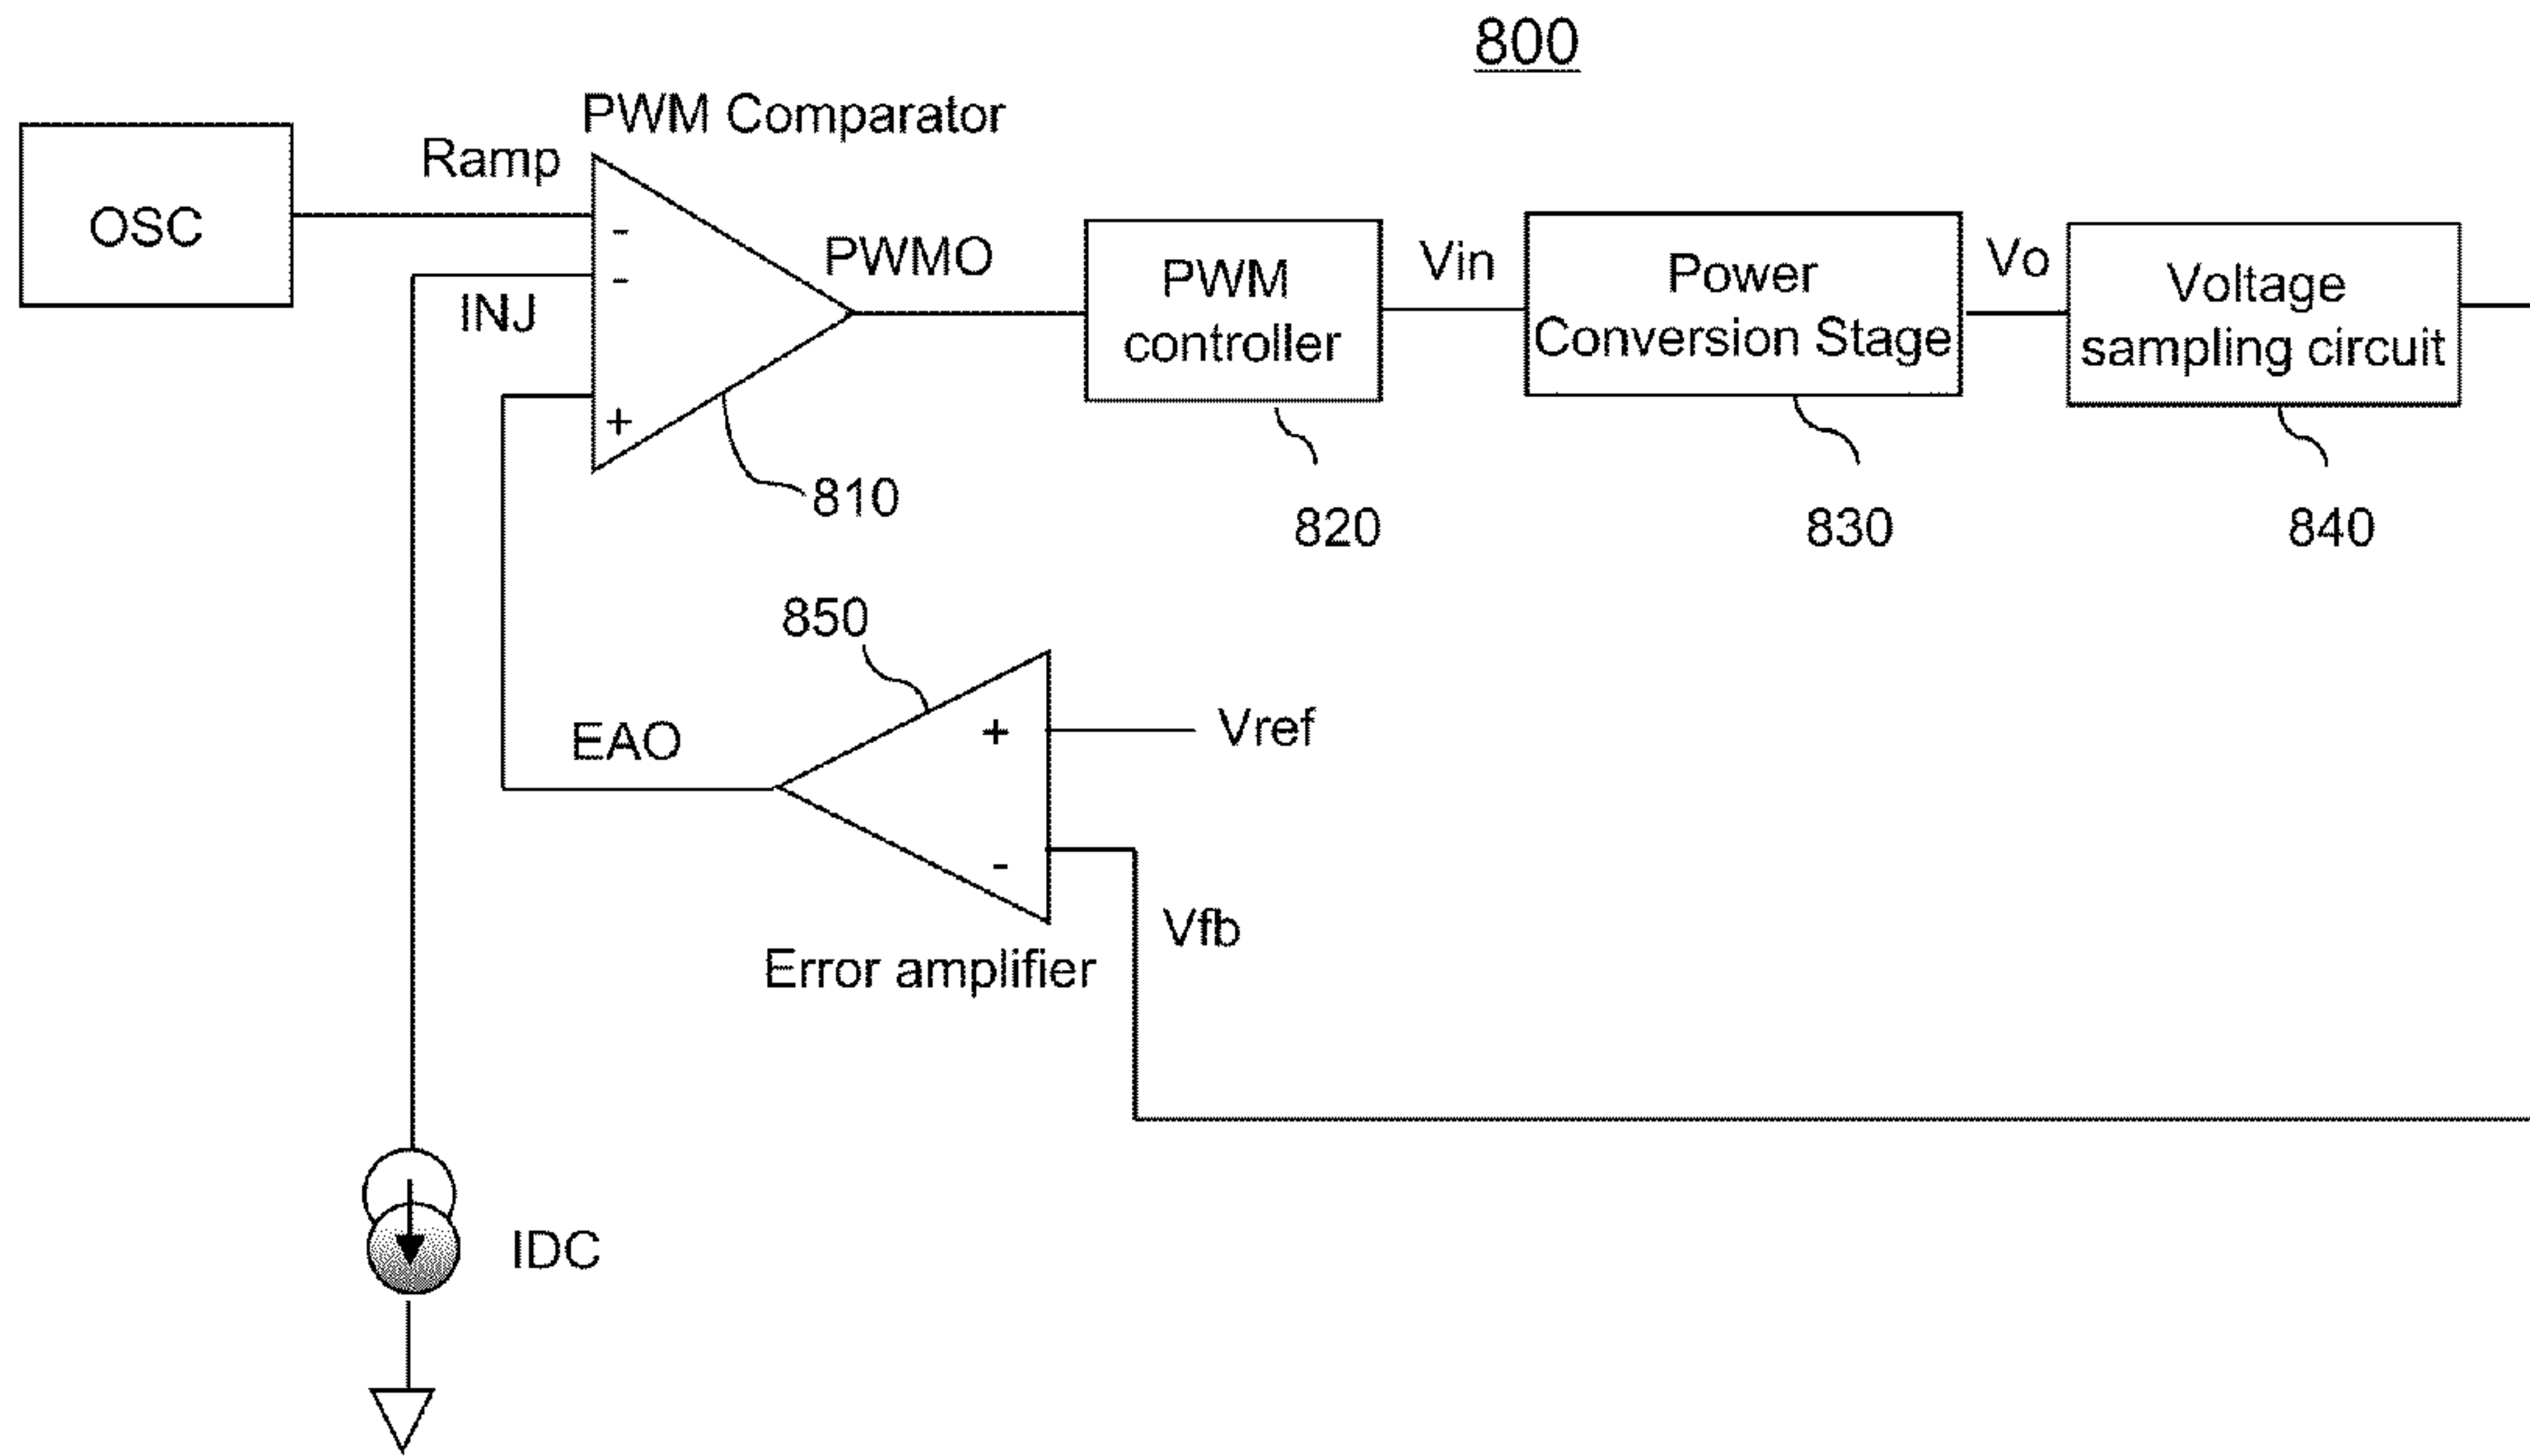 800
PWM Comparator
Ramp
OSC
-
-
INJ
+
PWMO
PWM
controller
Vin
Power
Conversion Stage
Vo
Voltage
sampling circuit
810
820
830
840
850
EAO
+
Vref
-
Vfb
Error amplifier
IDC